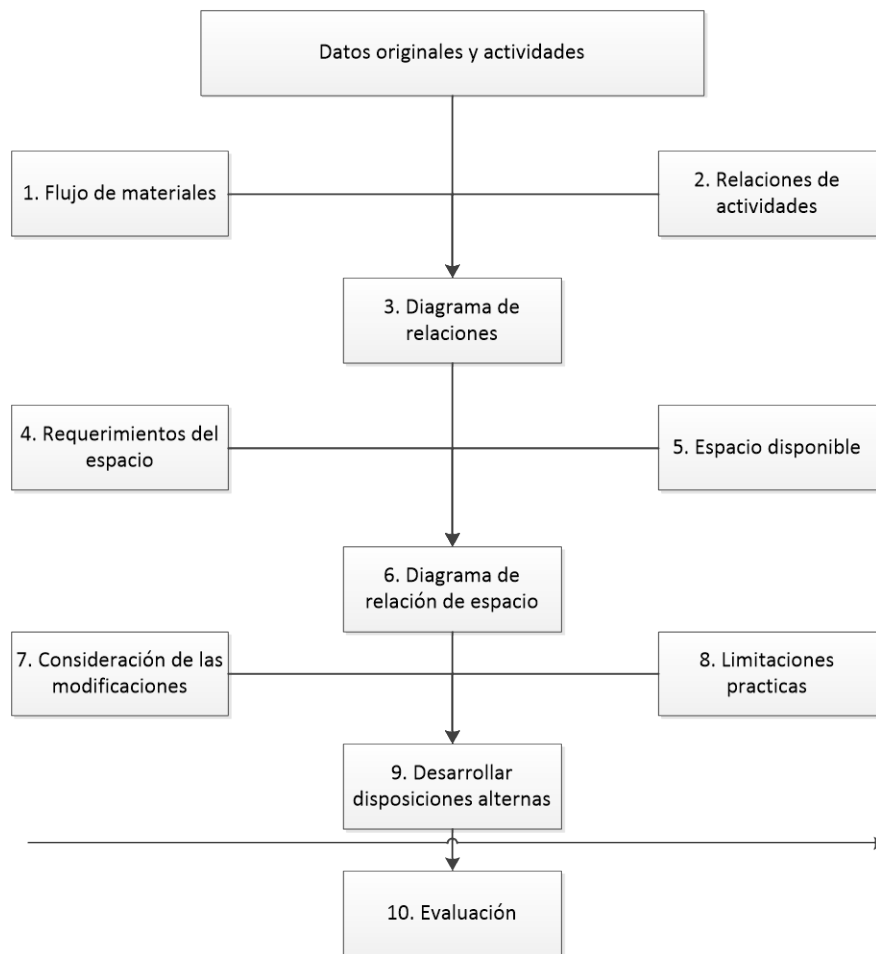 Datos originales y actividades
1. Flujo de materiales
2. Relaciones de
actividades
3. Diagrama de
relaciones
4. Requerimientos del
espacio
5. Espacio disponible
6. Diagrama de
relación de espacio
7. Consideración de las
modificaciones
8. Limitaciones
practicas
9. Desarrollar
disposiciones alternas
10. Evaluación